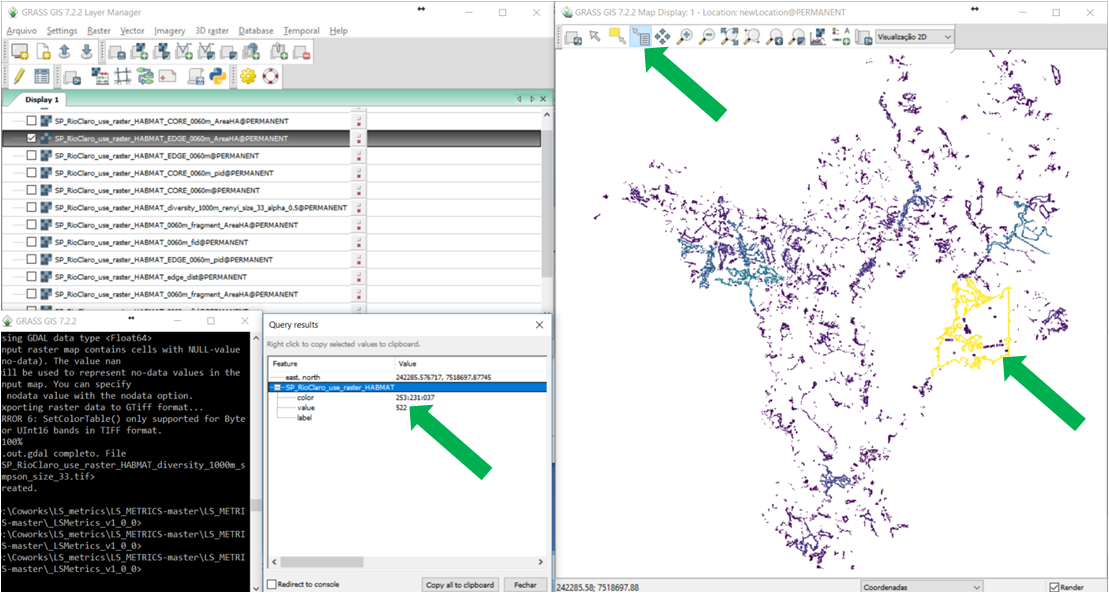 GRASS GIS 7.2.2 Layer Manager
Arquivo Settings Raster Vector Imagery 3D raster Database Temporal Help
Display 1
SP_RioClaro_use_raster_HABMAT_CORE_0060m_AreaHA@PERMANENT
SP_RioClaro_use_raster_HABMAT_EDGE_0060m_AreaHA@PERMANENT
SP_RioClaro_use_raster_HABMAT_EDGE_0060m@PERMANENT
SP_RioClaro_use_raster_HABMAT_CORE_0060m_pid@PERMANENT
SP_RioClaro_use_raster_HABMAT_CORE_0060m@PERMANENT
SP_RioClaro_use_raster_HABMAT_diversity_1000m_renyi_size_33_alpha_0.5@PERMANENT
SP_RioClaro_use_raster_HABMAT_0060m_fragment_AreaHA@PERMANENT
SP_RioClaro_use_raster_HABMAT_0060m_fid@PERMANENT
SP_RioClaro_use_raster_HABMAT_EDGE_0060m_pid@PERMANENT
SP_RioClaro_use_raster_HABMAT_edge_dist@PERMANENT
SP_RioClaro_use_raster_HABMAT_0060m_fragment_AreaHA@PERMANENT
GRASS GIS 7.2.2
sing GDAL data type <Float64>
nput raster map contains cells with NULL-value
no-data). The value nan
ill be used to represent no-data values in the
nput map. You can specify
nodata value with the nodata option.
xporting raster data to GTiff format...
RROR 6: SetColorTable() only supported for Byte
or UInt16 bands in TIFF format.
100%
.out.gdal completo. File
SP_RioClaro_use_raster_HABMAT_diversity_1000m_s
mpson_size_33.tif>
reated.
:\Coworks\LS_metrics\LS_METRICS-master\LS_METRI
S-master\_LSMetrics_v1_0_0>
:\Coworks\LS_metrics\LS_METRICS-master\LS_METRI
S-master\_LSMetrics_v1_0_0>
:\Coworks\LS_metrics\LS_METRICS-master\LS_METRI
S-master\_LSMetrics_v1_0_0>
Query results
Right click to copy selected values to clipboard.
Feature Value
east, north 242285.576717, 7518697.87745
SP_RioClaro_use_raster_HABMAT
color 253:231:037
value 522
label
Redirect to console Copy all to clipboard Fechar
GRASS GIS 7.2.2 Map Display: 1 - Location: newLocation@PERMANENT
Visualização 2D
242285.58; 7518697.88 Coordenadas Render